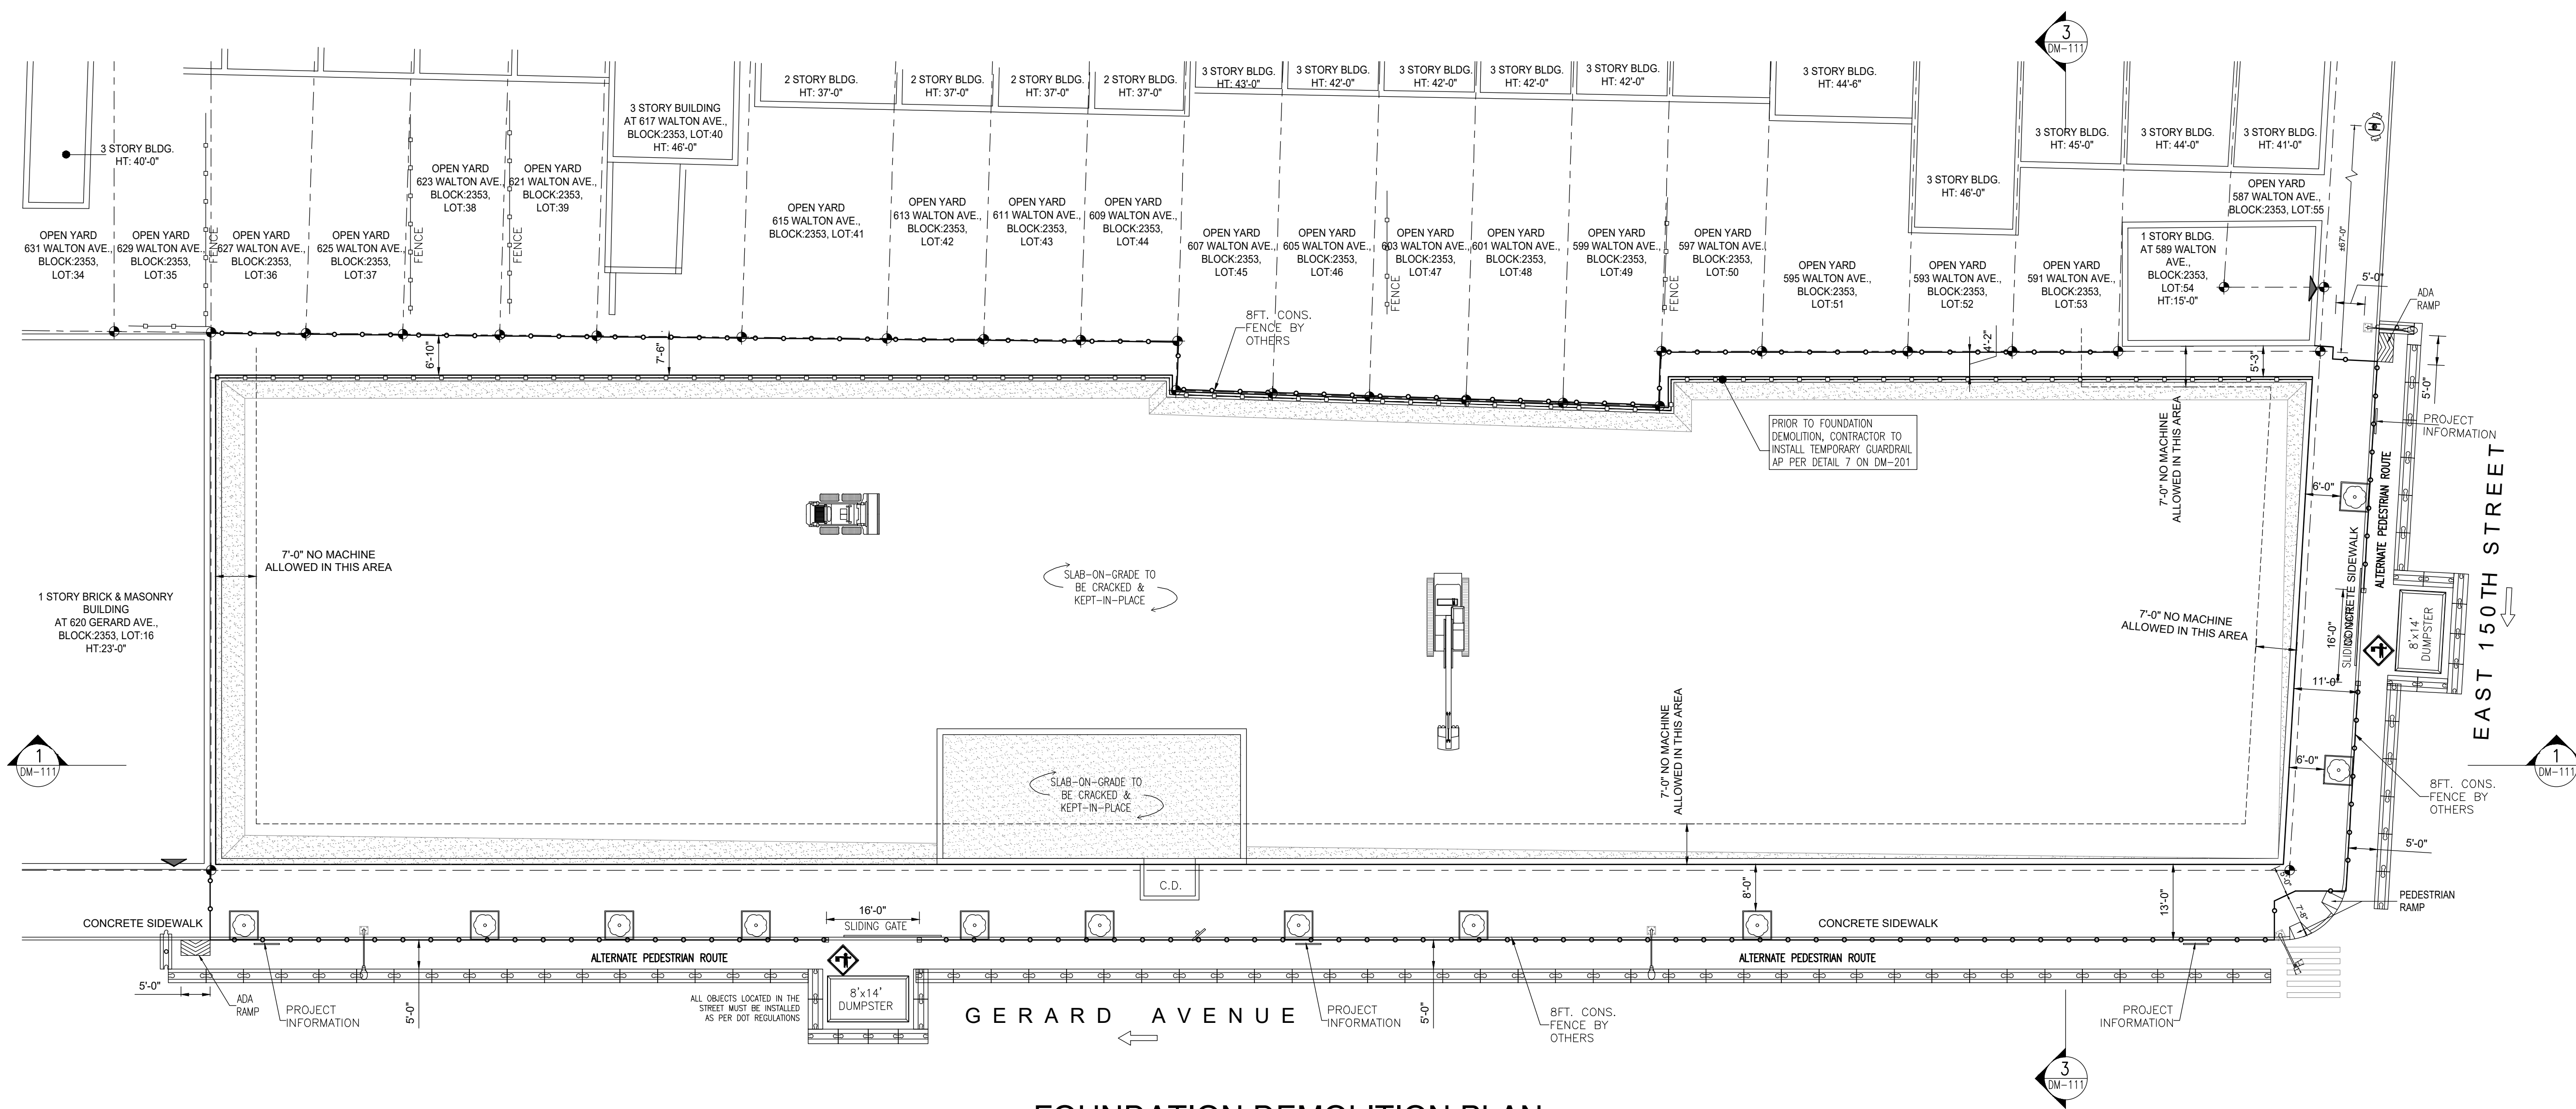 3
DM-111
3 STORY BLDG.
HT: 40'-0"
3 STORY BUILDING
AT 617 WALTON AVE.,
BLOCK:2353, LOT:40
HT: 46'-0"
2 STORY BLDG.
HT: 37'-0"
2 STORY BLDG.
HT: 37'-0"
2 STORY BLDG.
HT: 37'-0"
2 STORY BLDG.
HT: 37'-0"
3 STORY BLDG.
HT: 43'-0"
3 STORY BLDG.
HT: 42'-0"
3 STORY BLDG.
HT: 42'-0"
3 STORY BLDG.
HT: 42'-0"
3 STORY BLDG.
HT: 42'-0"
3 STORY BLDG.
HT: 44'-6"
3 STORY BLDG.
HT: 46'-0"
3 STORY BLDG.
HT: 45'-0"
3 STORY BLDG.
HT: 44'-0"
3 STORY BLDG.
HT: 41'-0"
OPEN YARD
631 WALTON AVE.,
BLOCK:2353,
LOT:34
OPEN YARD
629 WALTON AVE.,
BLOCK:2353,
LOT:35
FENCE
OPEN YARD
627 WALTON AVE.,
BLOCK:2353,
LOT:36
OPEN YARD
625 WALTON AVE.,
BLOCK:2353,
LOT:37
FENCE
OPEN YARD
623 WALTON AVE.,
BLOCK:2353,
LOT:38
OPEN YARD
621 WALTON AVE.,
BLOCK:2353,
LOT:39
FENCE
OPEN YARD
615 WALTON AVE.,
BLOCK:2353, LOT:41
OPEN YARD
613 WALTON AVE.,
BLOCK:2353,
LOT:42
OPEN YARD
611 WALTON AVE.,
BLOCK:2353,
LOT:43
OPEN YARD
609 WALTON AVE.,
BLOCK:2353,
LOT:44
OPEN YARD
607 WALTON AVE.,
BLOCK:2353,
LOT:45
OPEN YARD
605 WALTON AVE.,
BLOCK:2353,
LOT:46
FENCE
OPEN YARD
603 WALTON AVE.,
BLOCK:2353,
LOT:47
OPEN YARD
601 WALTON AVE.,
BLOCK:2353,
LOT:48
OPEN YARD
599 WALTON AVE.,
BLOCK:2353,
LOT:49
FENCE
OPEN YARD
597 WALTON AVE.,
BLOCK:2353,
LOT:50
OPEN YARD
595 WALTON AVE.,
BLOCK:2353,
LOT:51
OPEN YARD
593 WALTON AVE.,
BLOCK:2353,
LOT:52
OPEN YARD
591 WALTON AVE.,
BLOCK:2353,
LOT:53
1 STORY BLDG.
AT 589 WALTON
AVE.,
BLOCK:2353,
LOT:54
HT:15'-0"
OPEN YARD
587 WALTON AVE.,
BLOCK:2353, LOT:55
±67'-0"
5'-0"
ADA
RAMP
6'-10"
7'-6"
8FT. CONS.
FENCE BY
OTHERS
4'-2"
5'-3"
5'-0"
PRIOR TO FOUNDATION
DEMOLITION, CONTRACTOR TO
INSTALL TEMPORARY GUARDRAIL
AP PER DETAIL 7 ON DM-201
7'-0" NO MACHINE
ALLOWED IN THIS AREA
PROJECT
INFORMATION
6'-0"
ALTERNATE PEDESTRIAN ROUTE
EAST 150TH STREET
7'-0" NO MACHINE
ALLOWED IN THIS AREA
SLAB-ON-GRADE TO
BE CRACKED &
KEPT-IN-PLACE
1 STORY BRICK & MASONRY
BUILDING
AT 620 GERARD AVE.,
BLOCK:2353, LOT:16
HT:23'-0"
7'-0" NO MACHINE
ALLOWED IN THIS AREA
CONCRETE SIDEWALK
16'-0"
8'x14'
DUMPSTER
11'-0"
7'-0" NO MACHINE
ALLOWED IN THIS AREA
1
DM-111
SLAB-ON-GRADE TO
BE CRACKED &
KEPT-IN-PLACE
6'-0"
1
DM-111
8FT. CONS.
FENCE BY
OTHERS
5'-0"
C.D.
8'-0"
13'-0"
7'-8"
PEDESTRIAN
RAMP
CONCRETE SIDEWALK
16'-0"
SLIDING GATE
CONCRETE SIDEWALK
ALTERNATE PEDESTRIAN ROUTE
ALTERNATE PEDESTRIAN ROUTE
5'-0"
ADA
RAMP
PROJECT
INFORMATION
5'-0"
ALL OBJECTS LOCATED IN THE
STREET MUST BE INSTALLED
AS PER DOT REGULATIONS
8'x14'
DUMPSTER
GERARD AVENUE
PROJECT
INFORMATION
5'-0"
8FT. CONS.
FENCE BY
OTHERS
PROJECT
INFORMATION
3
DM-111
FOUNDATION DEMOLITION PLAN